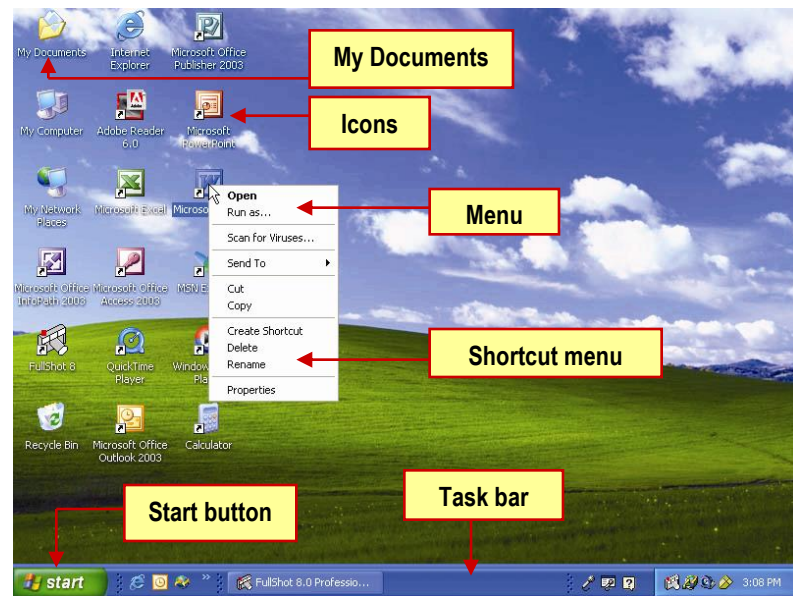 My Documents
Internet
Explorer
Microsoft Office
Publisher 2003
My Documents
My Computer
Adobe Reader
6.0
Microsoft
PowerPoint
Icons
My Network
Places
Microsoft Excel
Open
Run as...
Menu
Scan for Viruses...
Send To
Cut
Copy
Microsoft Office
InfoPath 2003
Microsoft Office
Access 2003
MSN E
Create Shortcut
Delete
Rename
Properties
Shortcut menu
FullShot 8
QuickTime
Player
Window
Pla
Recycle Bin
Microsoft Office
Outlook 2003
Calculator
Start button
Task bar
start
FullShot 8.0 Professio...
3:08 PM